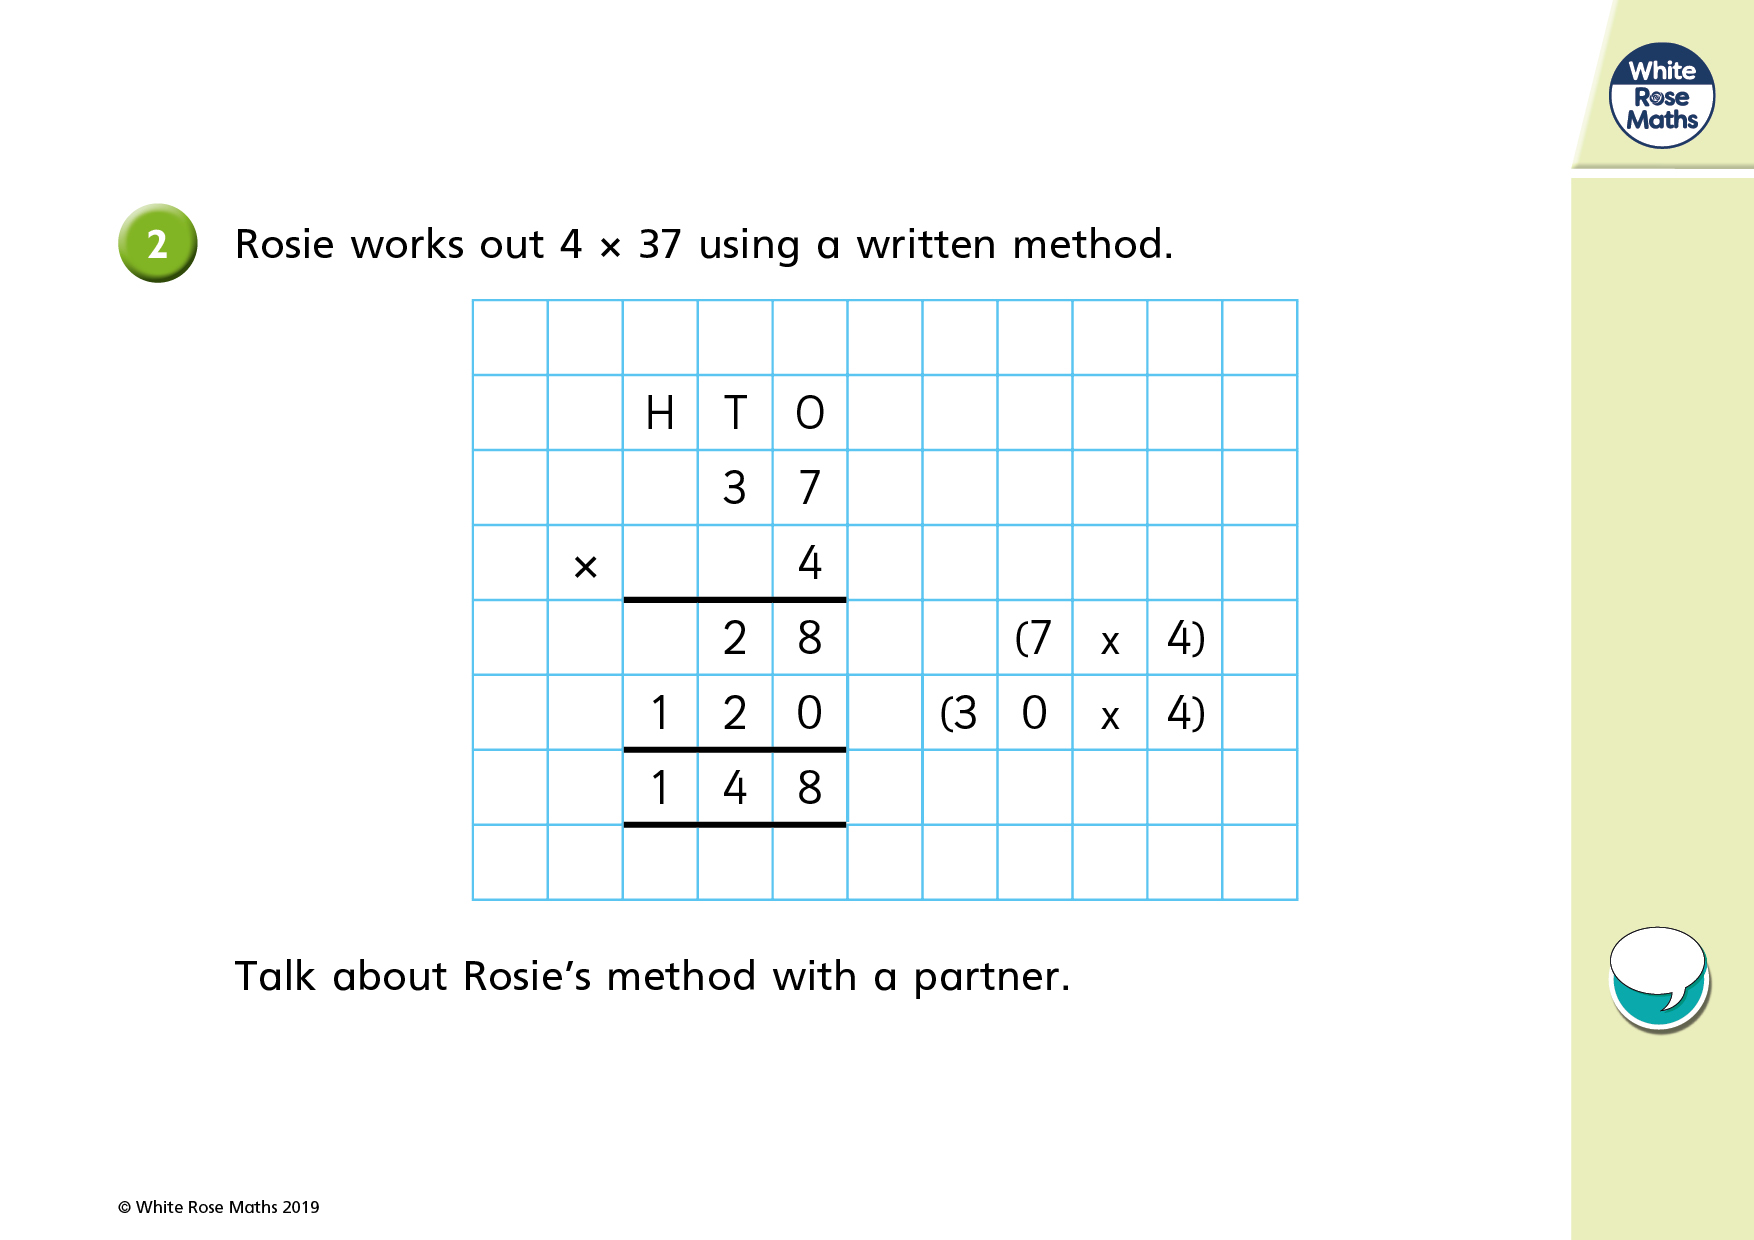 White
Rose
Maths
2 Rosie works out 4 × 37 using a written method.
H T O
3 7
× 4
2 8 (7 x 4)
1 2 0 (3 0 x 4)
1 4 8
Talk about Rosie’s method with a partner.
© White Rose Maths 2019